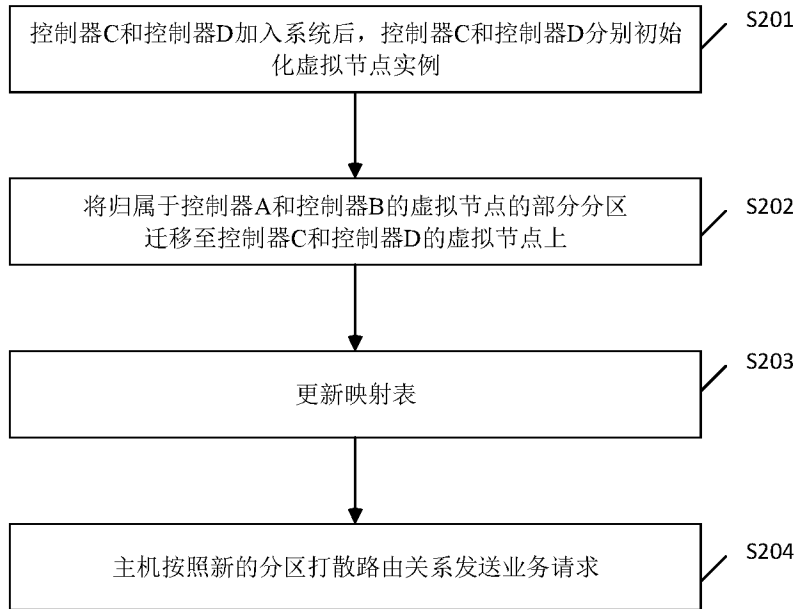 控制器C和控制器D加入系统后，控制器C和控制器D分别初始
化虚拟节点实例
S201
将归属于控制器A和控制器B的虚拟节点的部分分区
迁移至控制器C和控制器D的虚拟节点上
S202
更新映射表
S203
主机按照新的分区打散路由关系发送业务请求
S204